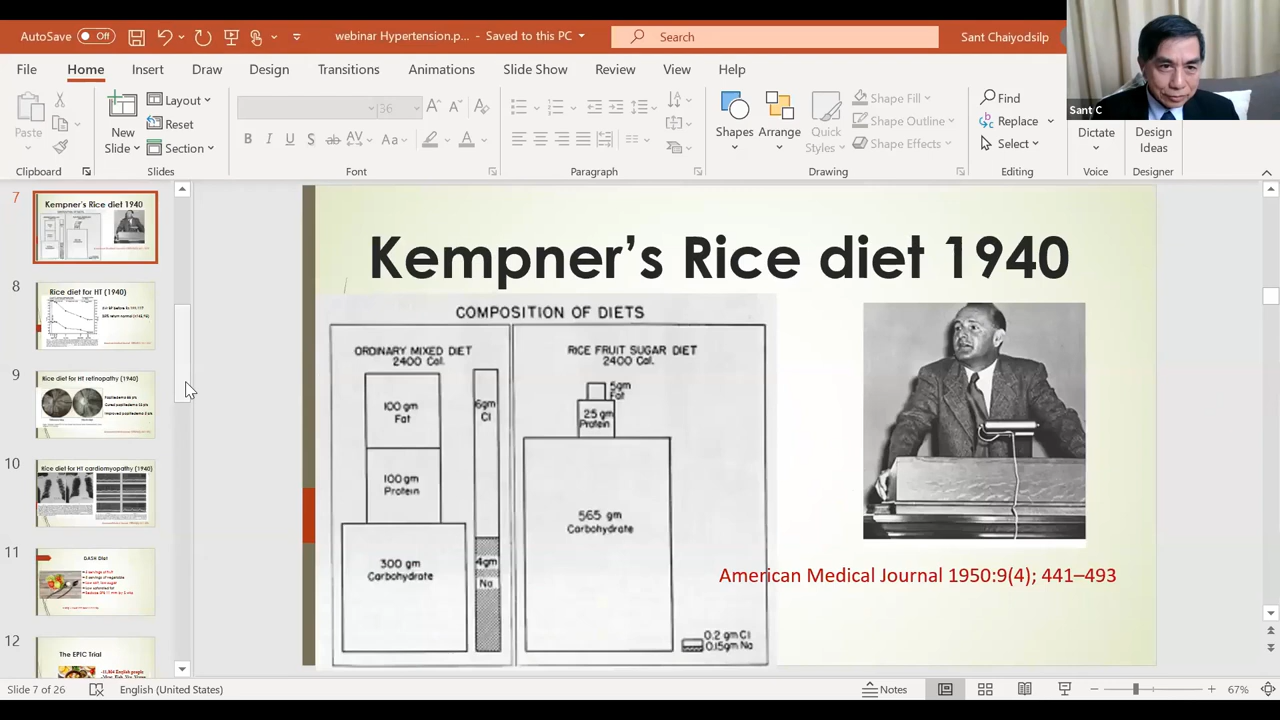 AutoSave
Off
webinar Hypertension.p... - Saved to this PC
Search
Sant Chaiyodsilp
Sant C
File
Home
Insert
Draw
Design
Transitions
Animations
Slide Show
Review
View
Help
Paste
Clipboard
New
Slide
Layout
Reset
Section
Slides
36
B I U S ab AV Aa A
Font
Paragraph
Shapes
Arrange
Quick
Styles
Shape Fill
Shape Outline
Shape Effects
Drawing
Find
Replace
Select
Editing
Dictate
Voice
Design
Ideas
Designer
7
Kempner's Rice diet 1940
8
Rice diet for HT (1940)
9
Rice diet for HT retinopathy (1940)
10
Rice diet for HT cardiomyopathy (1940)
11
DASH Diet
12
The EPIC Trial
Kempner's Rice diet 1940
COMPOSITION OF DIETS
ORDINARY MIXED DIET
2400 Cal.
100 gm
Fat
100 gm
Protein
300 gm
Carbohydrate
6gm
Cl
4gm
Na
RICE FRUIT SUGAR DIET
2400 Cal.
5gm
Fat
25 gm
Protein
565 gm
Carbohydrate
0.2 gm Cl
0.15gm Na
American Medical Journal 1950:9(4); 441–493
Slide 7 of 26
English (United States)
Notes
67%